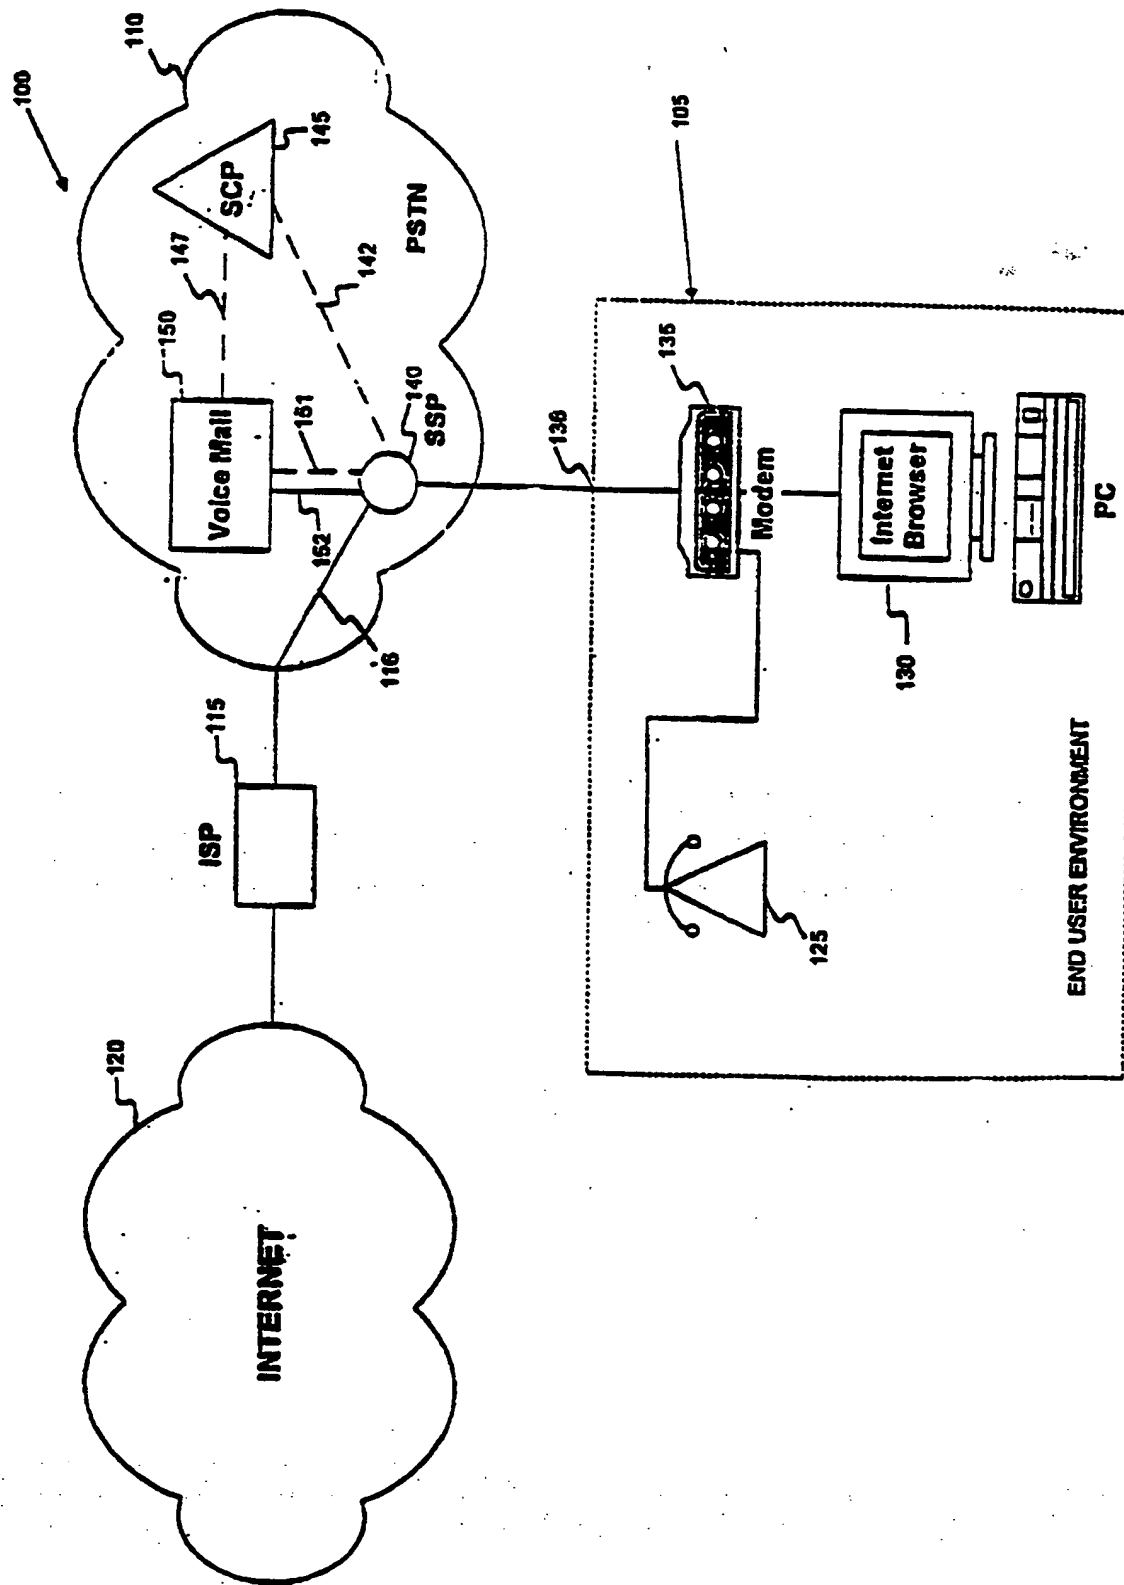 100
110
120
115
ISP
150
147
Voice Mail
SCP
145
INTERNET
152
151
142
116
140
SSP
PSTN
138
135
105
Modem
125
Internet
Browser
130
END USER ENVIRONMENT
PC